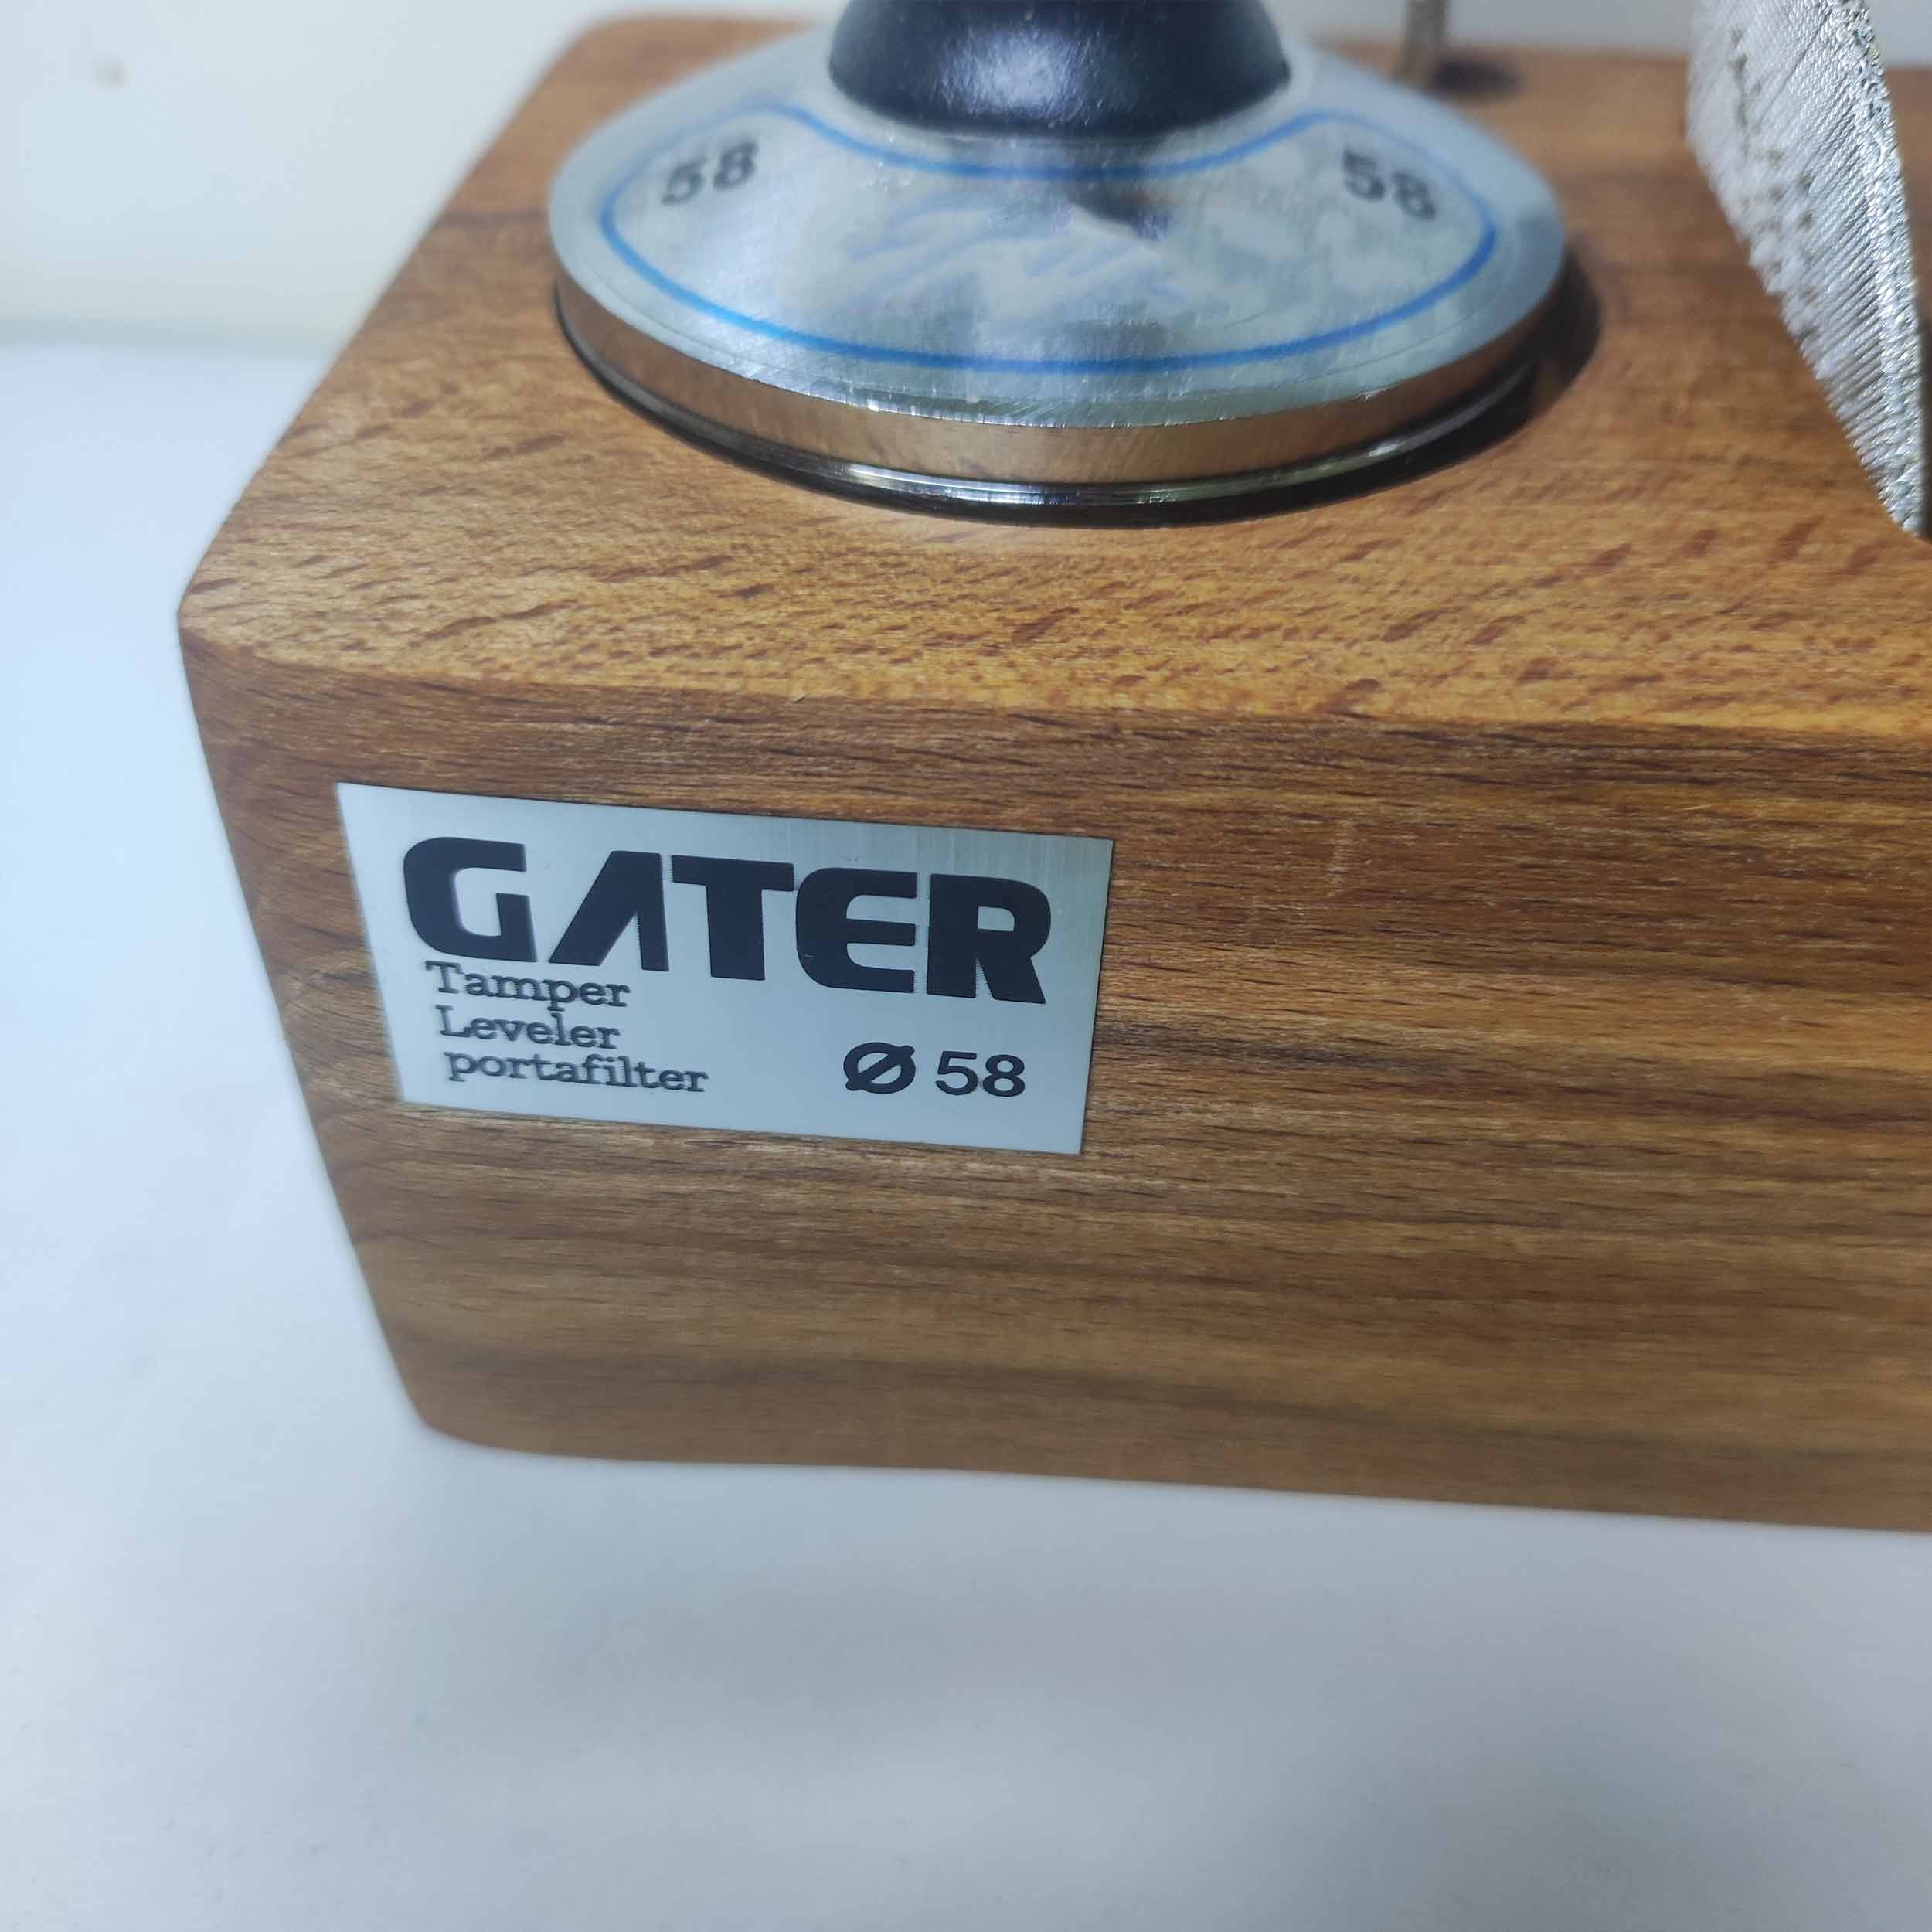 58 58
GATER
Tamper
Leveler
portafilter
Ø 58